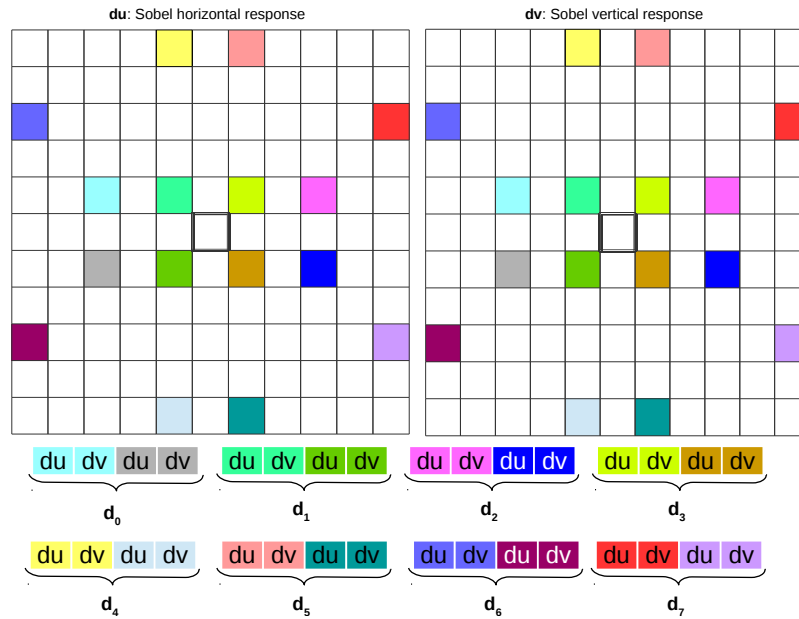 du: Sobel horizontal response dv: Sobel vertical response
du dv du dv du dv du dv du dv du dv du dv du dv
d0 d1 d2 d3
du dv du dv du dv du dv du dv du dv du dv du dv
d4 d5 d6 d7